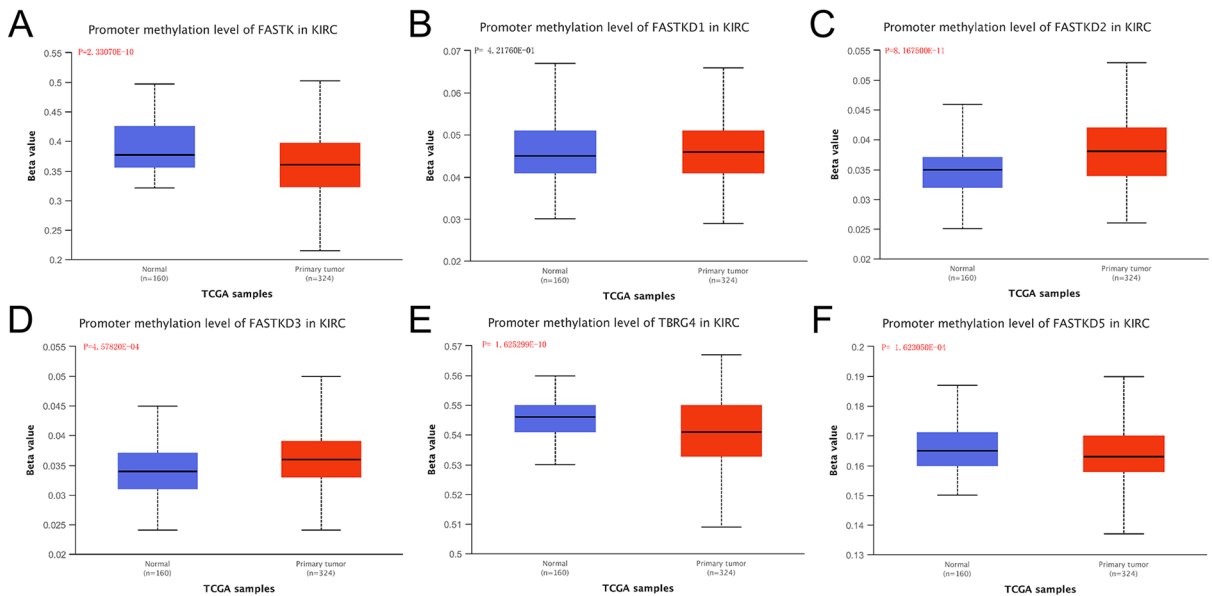 A
Promoter methylation level of FASTK in KIRC
P=2.33070E-10
0.55
0.5
0.45
0.4
0.35
0.3
0.25
0.2
Beta value
Normal
(n=160)
Primary tumor
(n=324)
TCGA samples
B
Promoter methylation level of FASTKD1 in KIRC
P= 4.21760E-01
0.07
0.06
0.05
0.04
0.03
0.02
Beta value
Normal
(n=160)
Primary tumor
(n=324)
TCGA samples
C
Promoter methylation level of FASTKD2 in KIRC
P=8.167500E-11
0.055
0.05
0.045
0.04
0.035
0.03
0.025
0.02
Beta value
Normal
(n=160)
Primary tumor
(n=324)
TCGA samples
D
Promoter methylation level of FASTKD3 in KIRC
P=4.57820E-04
0.055
0.05
0.045
0.04
0.035
0.03
0.025
0.02
Beta value
Normal
(n=160)
Primary tumor
(n=324)
TCGA samples
E
Promoter methylation level of TBRG4 in KIRC
P= 1.625299E-10
0.57
0.56
0.55
0.54
0.53
0.52
0.51
0.5
Beta value
Normal
(n=160)
Primary tumor
(n=324)
TCGA samples
F
Promoter methylation level of FASTKD5 in KIRC
P= 1.623050E-04
0.2
0.19
0.18
0.17
0.16
0.15
0.14
0.13
Beta value
Normal
(n=160)
Primary tumor
(n=324)
TCGA samples